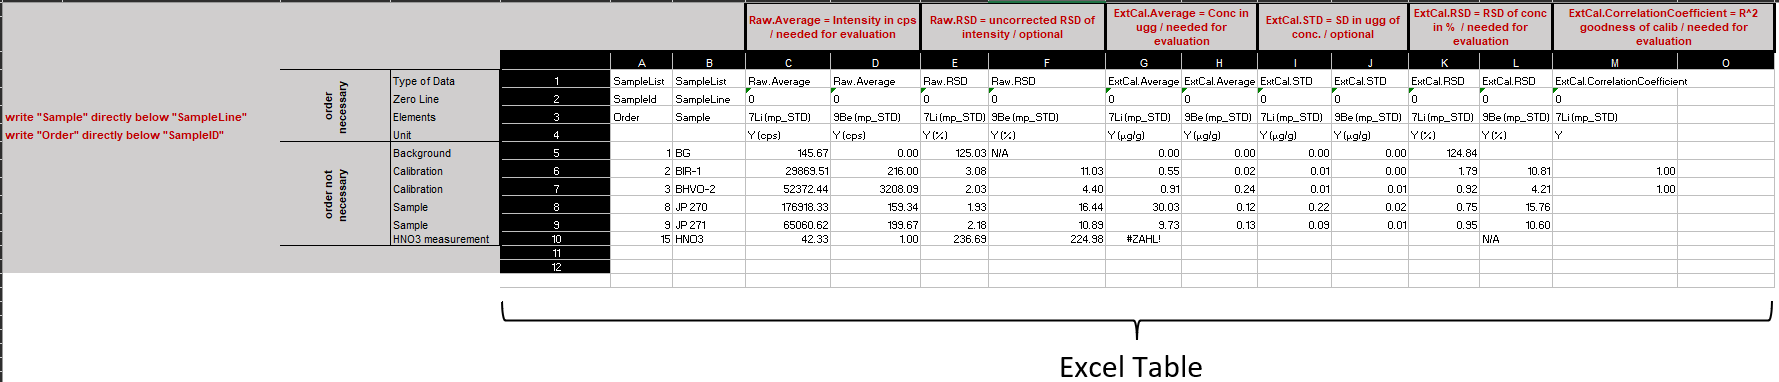 Raw.Average = Intensity in cps / needed for evaluation
Raw.RSD = uncorrected RSD of intensity / optional
ExtCal.Average = Conc in ugg / needed for evaluation
ExtCal.STD = SD in ugg of conc. / optional
ExtCal.RSD = RSD of conc in % / needed for evaluation
ExtCal.CorrelationCoefficient = R^2 goodness of calib / needed for evaluation
A B C D E F G H I J K L M O
order necessary
Type of Data 1 SampleList SampleList Raw.Average Raw.Average Raw.RSD Raw.RSD ExtCal.Average ExtCal.Average ExtCal.STD ExtCal.STD ExtCal.RSD ExtCal.RSD ExtCal.CorrelationCoefficient
Zero Line 2 SampleId SampleLine 0 0 0 0 0 0 0 0 0 0 0
write "Sample" directly below "SampleLine" Elements 3 Order Sample 7Li (mp_STD) 9Be (mp_STD) 7Li (mp_STD) 9Be (mp_STD) 7Li (mp_STD) 9Be (mp_STD) 7Li (mp_STD) 9Be (mp_STD) 7Li (mp_STD) 9Be (mp_STD) 7Li (mp_STD)
write "Order" directly below "SampleID" Unit 4 Y (cps) Y (cps) Y (%) Y (%) Y (µg/g) Y (µg/g) Y (µg/g) Y (µg/g) Y (%) Y (%) Y
order not necessary
Background 5 1 BG 145.67 0.00 125.03 N/A 0.00 0.00 0.00 0.00 124.84
Calibration 6 2 BIR-1 29869.51 216.00 3.08 11.03 0.55 0.02 0.01 0.00 1.79 10.81 1.00
Calibration 7 3 BHVO-2 52372.44 3208.09 2.03 4.40 0.91 0.24 0.01 0.01 0.92 4.21 1.00
Sample 8 8 JP 270 176918.33 159.34 1.93 16.44 30.03 0.12 0.22 0.02 0.75 15.76
Sample 9 9 JP 271 65060.62 199.67 2.18 10.89 9.73 0.13 0.09 0.01 0.95 10.60
HNO3 measurement 10 15 HNO3 42.33 1.00 236.69 224.98 #ZAHL! N/A
11
12
Excel Table